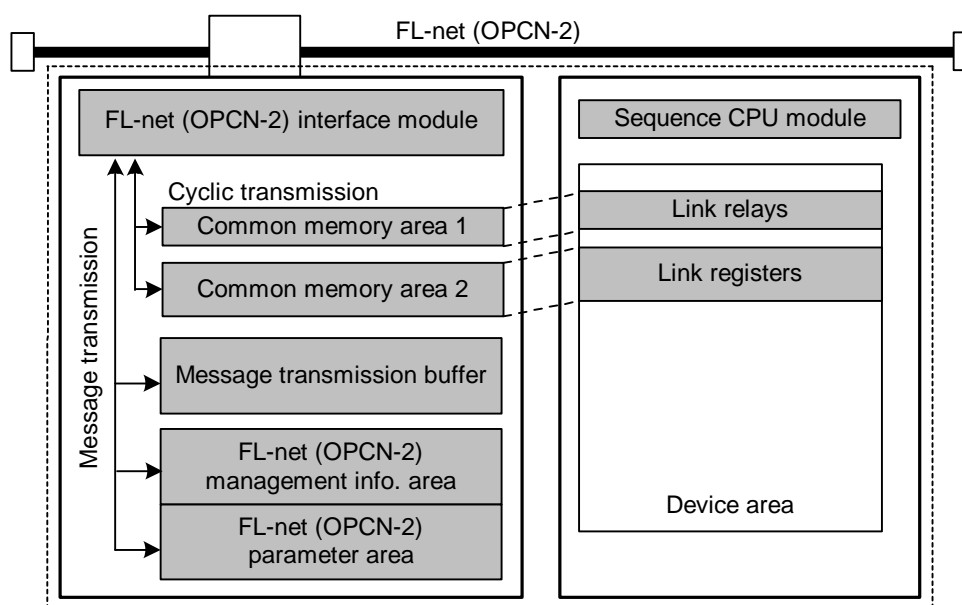 FL-net (OPCN-2)
FL-net (OPCN-2) interface module
Cyclic transmission
Common memory area 1
Common memory area 2
Message transmission
Message transmission buffer
FL-net (OPCN-2)
management info. area
FL-net (OPCN-2)
parameter area
Sequence CPU module
Link relays
Link registers
Device area